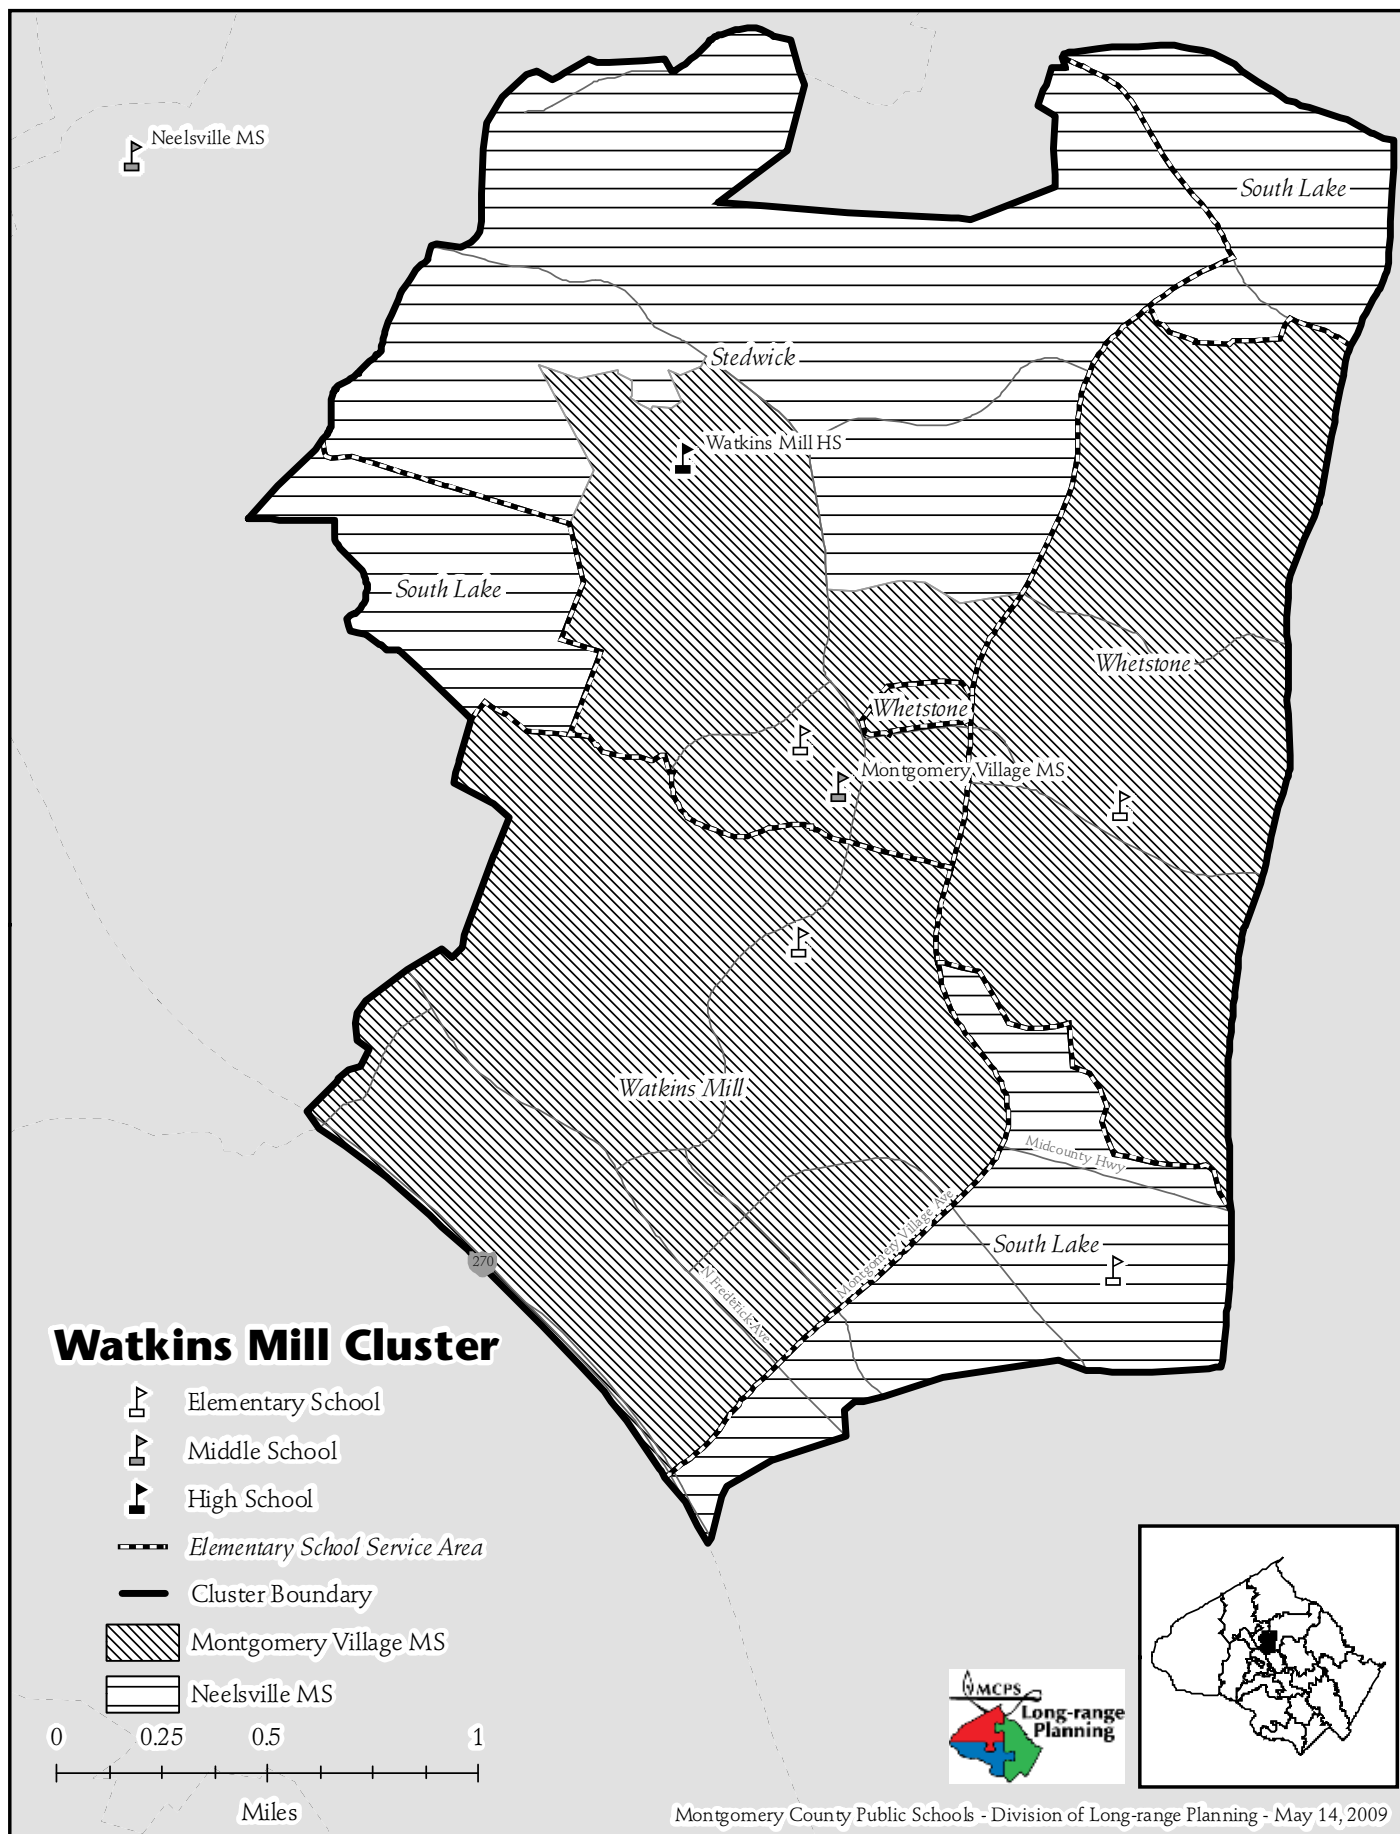 Neelsville MS
South Lake
Stedwick
Watkins Mill HS
South Lake
Whetstone
Whetstone
Montgomery Village MS
Watkins Mill
Midcounty Hwy
Montgomery Village Ave
South Lake
270
N Frederick Ave
Watkins Mill Cluster
Elementary School
Middle School
High School
Elementary School Service Area
Cluster Boundary
Montgomery Village MS
Neelsville MS
0 0.25 0.5 1
Miles
MCPS
Long-range
Planning
Montgomery County Public Schools - Division of Long-range Planning - May 14, 2009